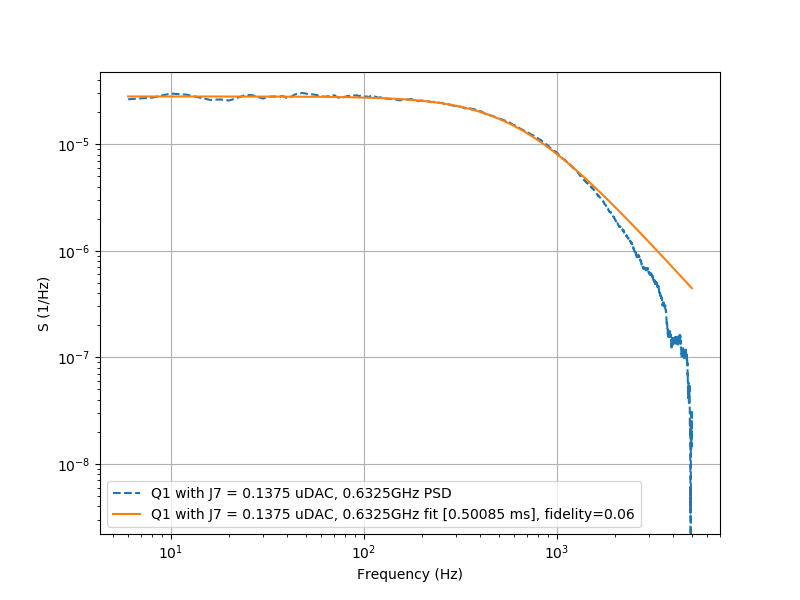 10⁻⁵
10⁻⁶
10⁻⁷
10⁻⁸
S (1/Hz)
Q1 with J7 = 0.1375 uDAC, 0.6325GHz PSD
Q1 with J7 = 0.1375 uDAC, 0.6325GHz fit [0.50085 ms], fidelity=0.06
10¹ 10² 10³
Frequency (Hz)